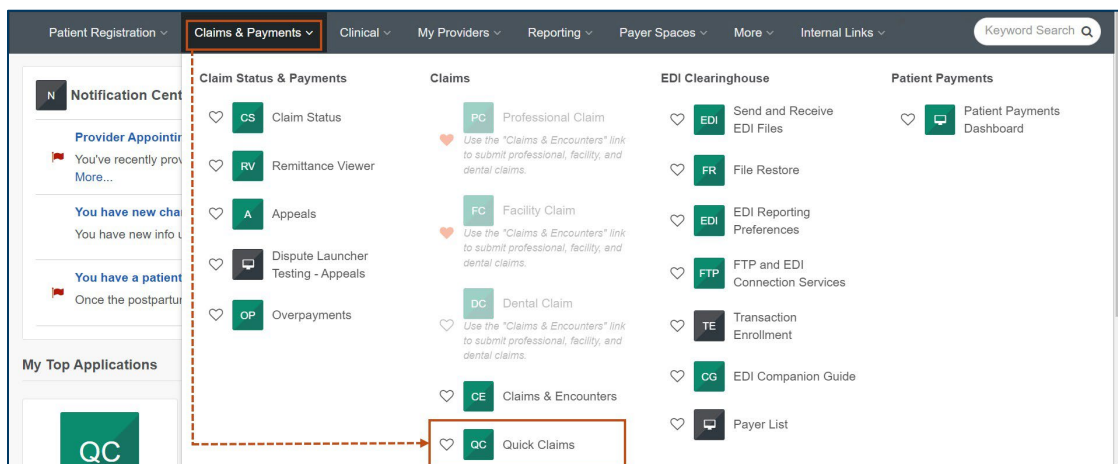 Patient Registration
Claims & Payments
Clinical
My Providers
Reporting
Payer Spaces
More
Internal Links
Keyword Search
N Notification Cent
Provider Appointm
You've recently prov
More...
You have new cha
You have new info u
You have a patient
Once the postpartur
My Top Applications
QC
Claim Status & Payments
CS Claim Status
RV Remittance Viewer
A Appeals
Dispute Launcher
Testing - Appeals
OP Overpayments
Claims
PC Professional Claim
Use the "Claims & Encounters" link
to submit professional, facility, and
dental claims.
FC Facility Claim
Use the "Claims & Encounters" link
to submit professional, facility, and
dental claims.
DC Dental Claim
Use the "Claims & Encounters" link
to submit professional, facility, and
dental claims.
CE Claims & Encounters
QC Quick Claims
EDI Clearinghouse
EDI Send and Receive
EDI Files
FR File Restore
EDI EDI Reporting
Preferences
FTP FTP and EDI
Connection Services
TE Transaction
Enrollment
CG EDI Companion Guide
Payer List
Patient Payments
Patient Payments
Dashboard